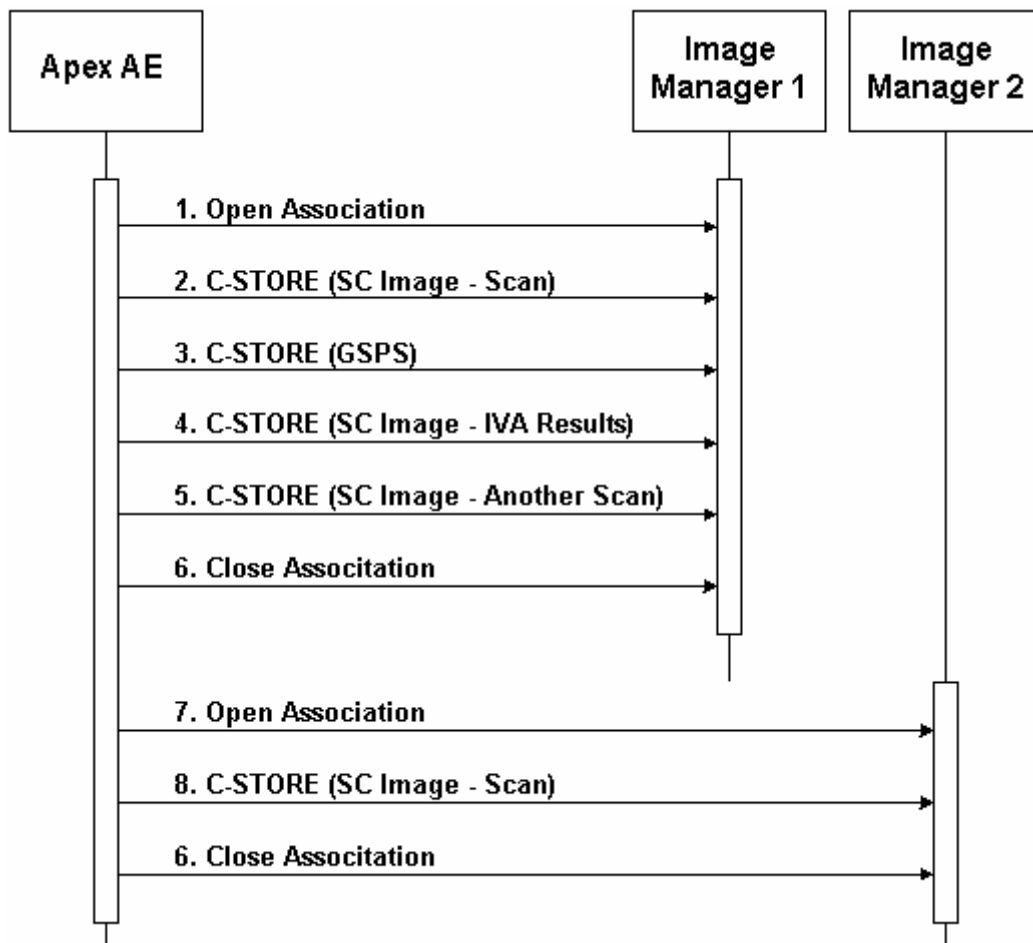 Apex AE
Image
Manager 1
Image
Manager 2
1. Open Association
2. C-STORE (SC Image - Scan)
3. C-STORE (GSPS)
4. C-STORE (SC Image - IVA Results)
5. C-STORE (SC Image - Another Scan)
6. Close Associtation
7. Open Association
8. C-STORE (SC Image - Scan)
6. Close Associtation